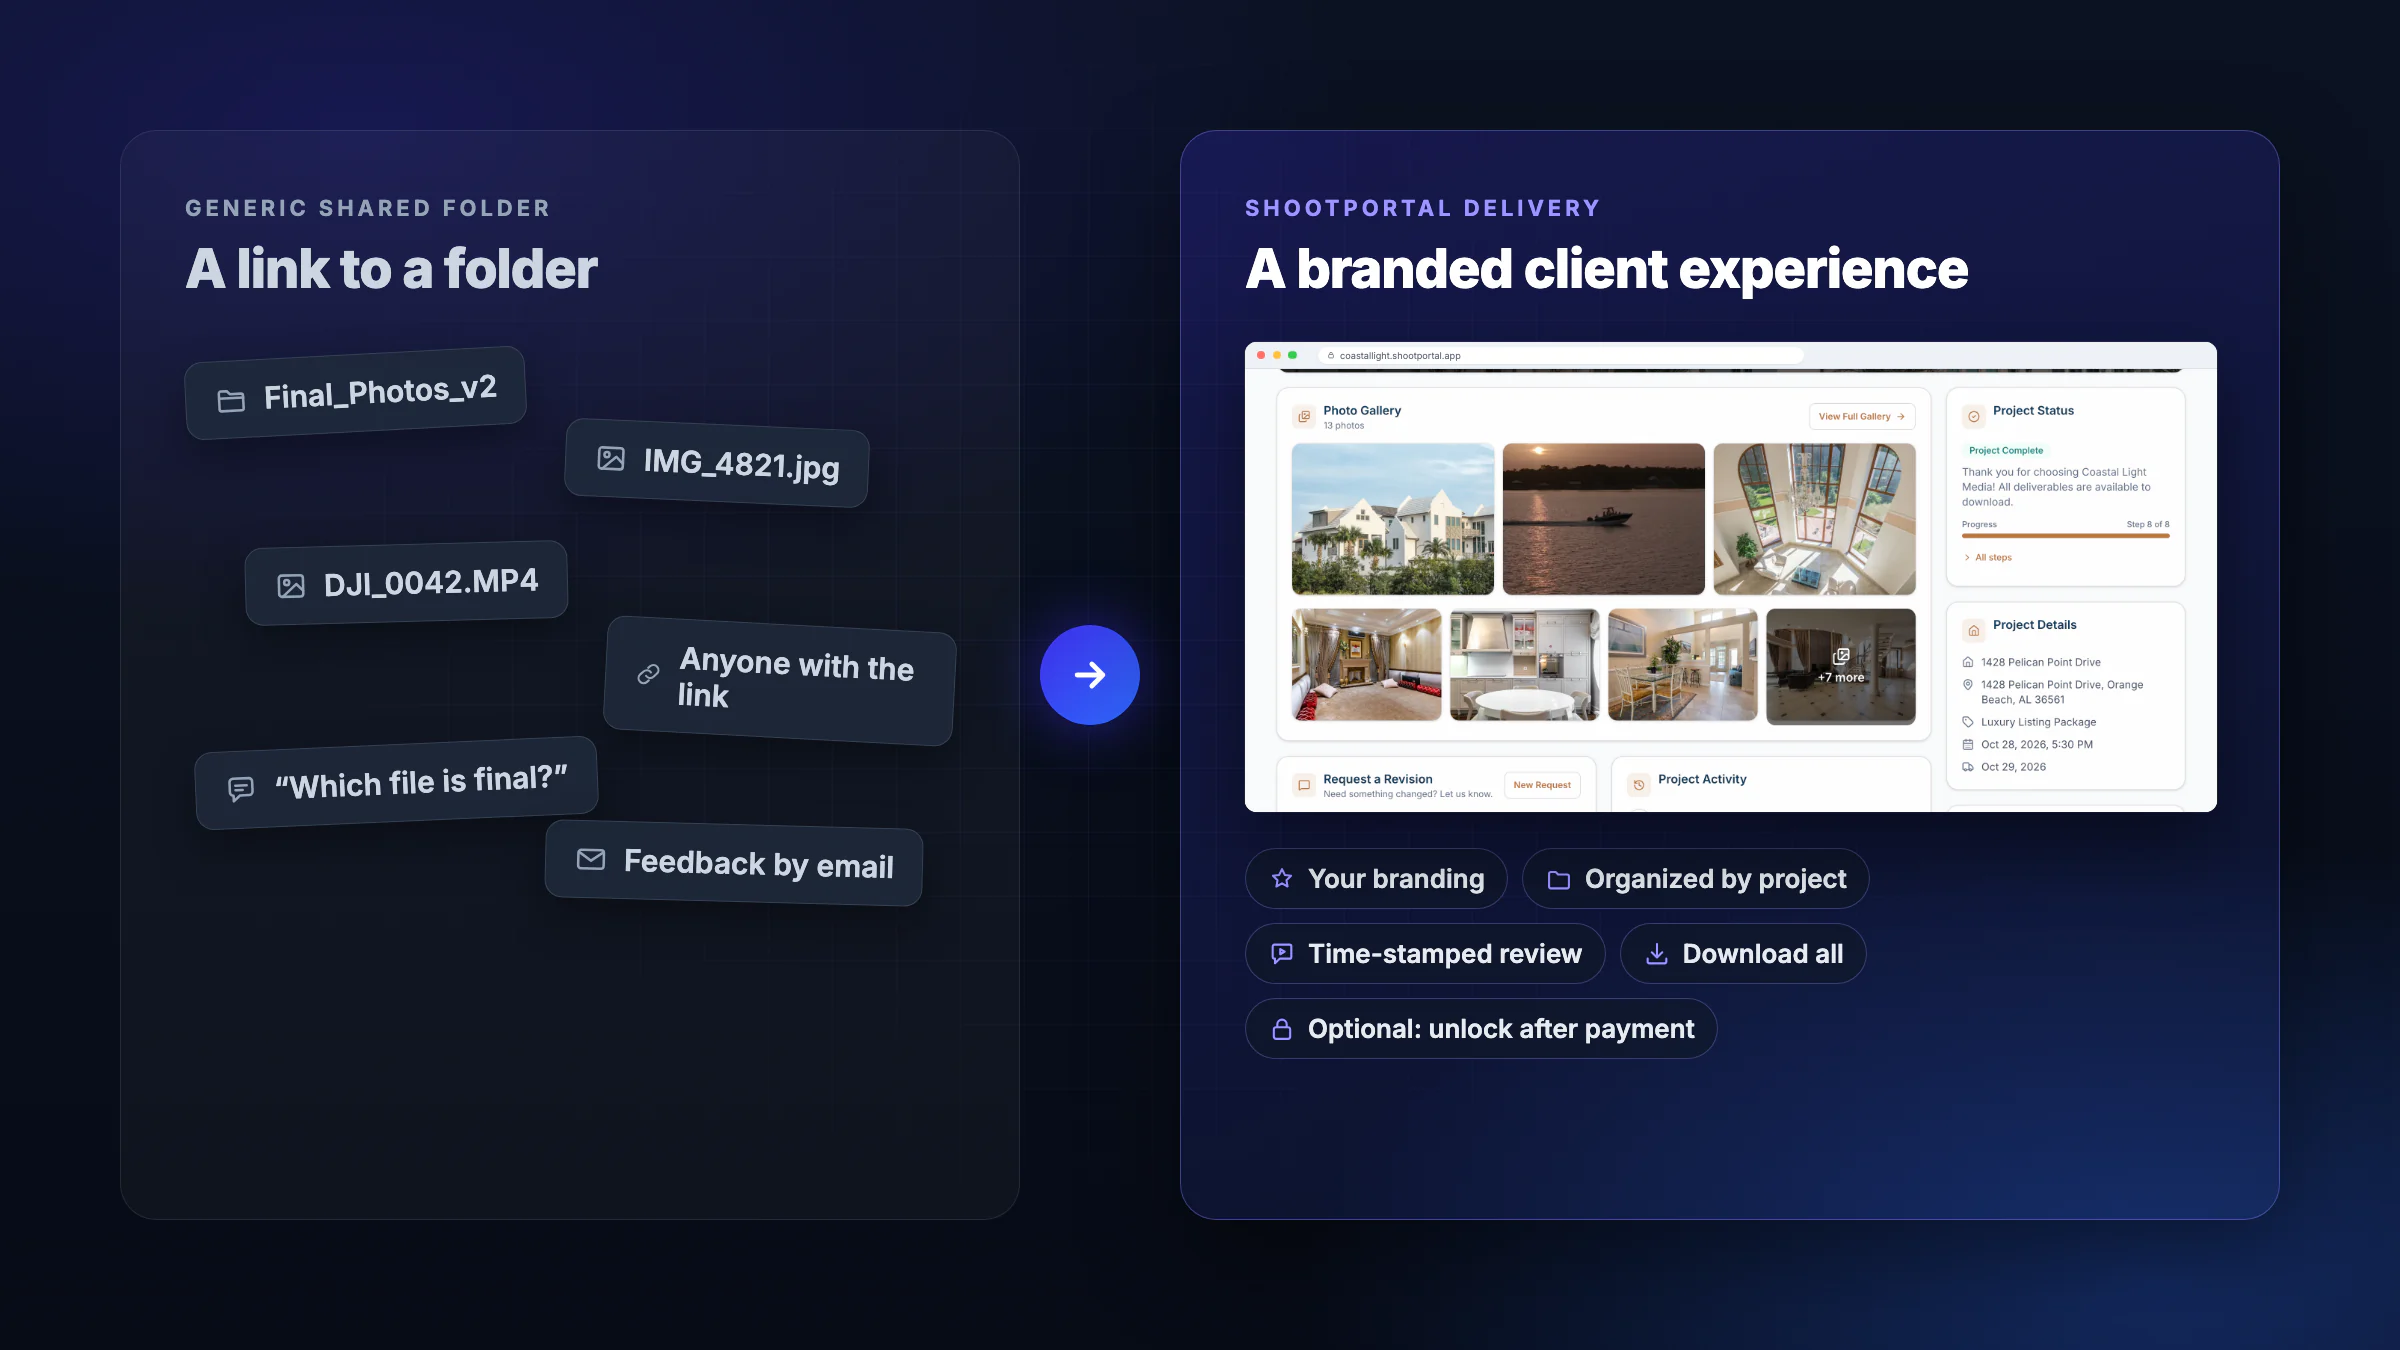 GENERIC SHARED FOLDER
A link to a folder
Final_Photos_v2
IMG_4821.jpg
DJI_0042.MP4
Anyone with the
link
“Which file is final?”
Feedback by email
SHOOTPORTAL DELIVERY
A branded client experience
coastallight.shootportal.app
Photo Gallery
13 photos
View Full Gallery
+7 more
Request a Revision
Need something changed? Let us know.
New Request
Project Activity
Project Status
Project Complete
Thank you for choosing Coastal Light
Media! All deliverables are available to
download.
Progress
Step 8 of 8
All steps
Project Details
1428 Pelican Point Drive
1428 Pelican Point Drive, Orange
Beach, AL 36561
Luxury Listing Package
Oct 28, 2026, 5:30 PM
Oct 29, 2026
Your branding
Organized by project
Time-stamped review
Download all
Optional: unlock after payment